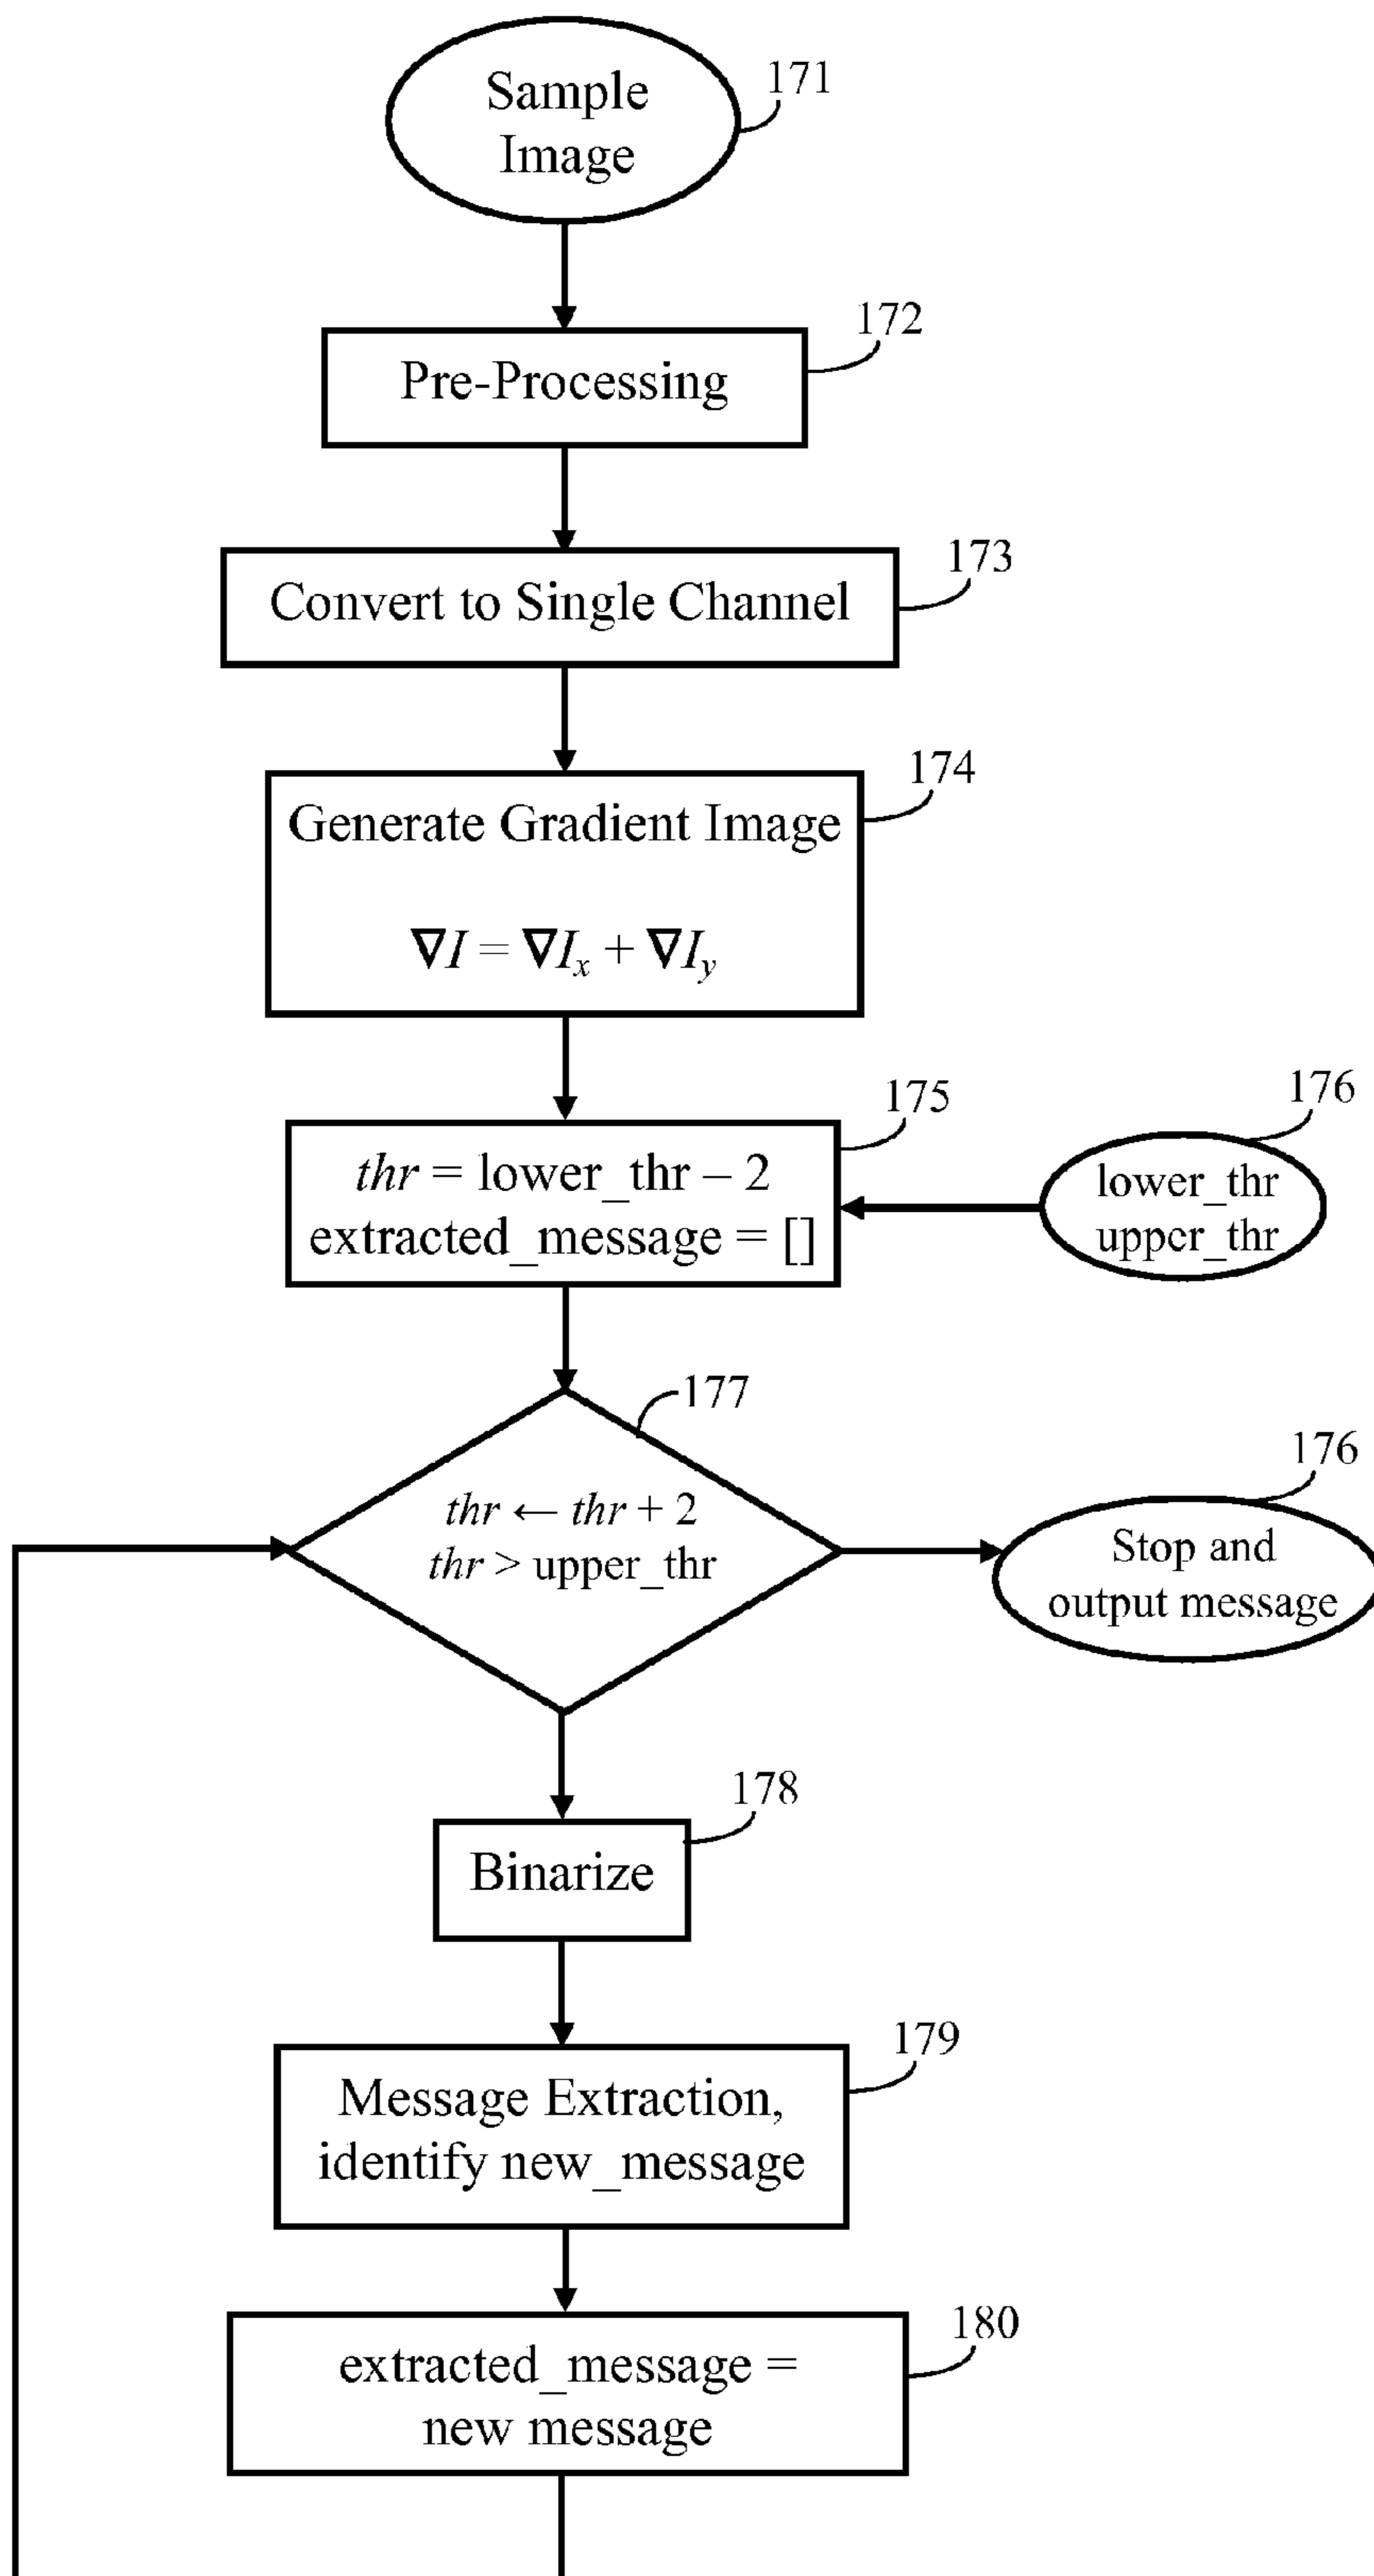 Sample
Image
171
Pre-Processing
172
Convert to Single Channel
173
Generate Gradient Image
∇I = ∇Iₓ + ∇I_y
174
thr = lower_thr – 2
extracted_message = []
175
lower_thr
upper_thr
176
thr ← thr + 2
thr > upper_thr
177
Stop and
output message
176
Binarize
178
Message Extraction,
identify new_message
179
extracted_message =
new message
180